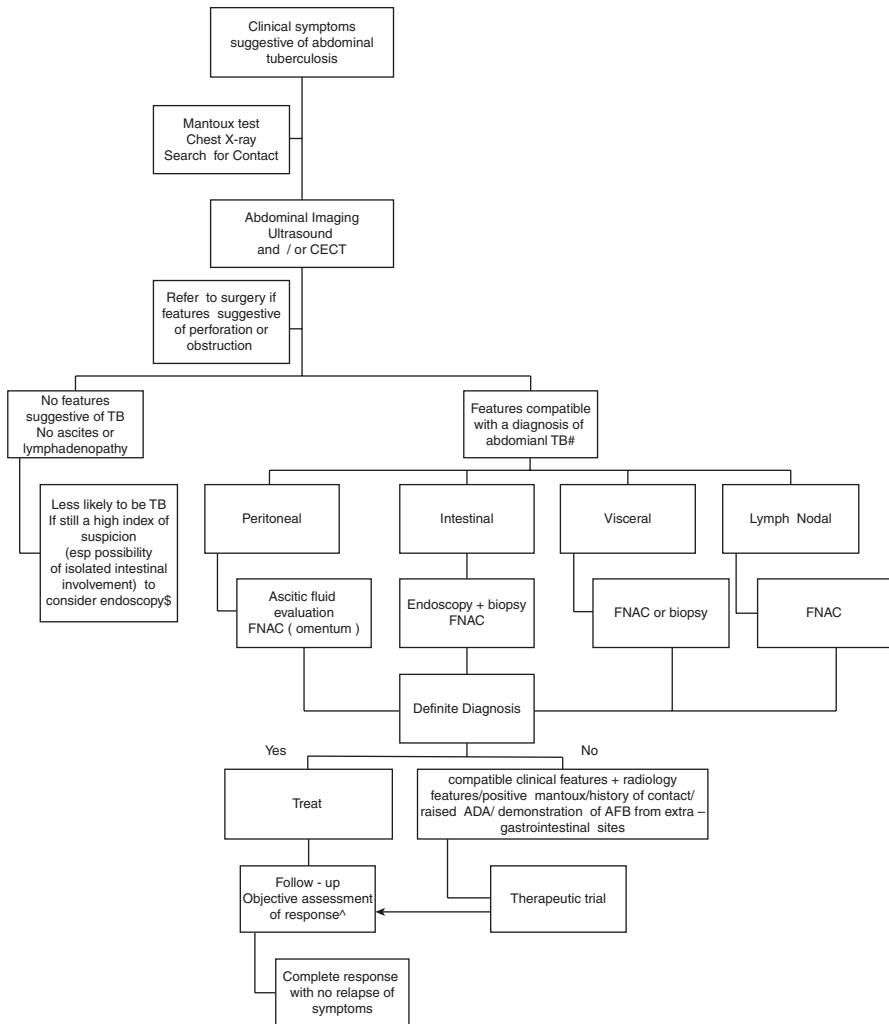 Clinical symptoms
suggestive of abdominal
tuberculosis
Mantoux test
Chest X-ray
Search for Contact
Abdominal Imaging
Ultrasound
and / or CECT
Refer to surgery if
features suggestive
of perforation or
obstruction
No features
suggestive of TB
No ascites or
lymphadenopathy
Features compatible
with a diagnosis of
abdomianl TB#
Less likely to be TB
If still a high index of
suspicion
(esp possibility
of isolated intestinal
involvement) to
consider endoscopy$
Peritoneal
Intestinal
Visceral
Lymph Nodal
Ascitic fluid
evaluation
FNAC ( omentum )
Endoscopy + biopsy
FNAC
FNAC or biopsy
FNAC
Definite Diagnosis
Yes
No
Treat
compatible clinical features + radiology
features/positive mantoux/history of contact/
raised ADA/ demonstration of AFB from extra –
gastrointestinal sites
Follow - up
Objective assessment
of response^
Therapeutic trial
Complete response
with no relapse of
symptoms